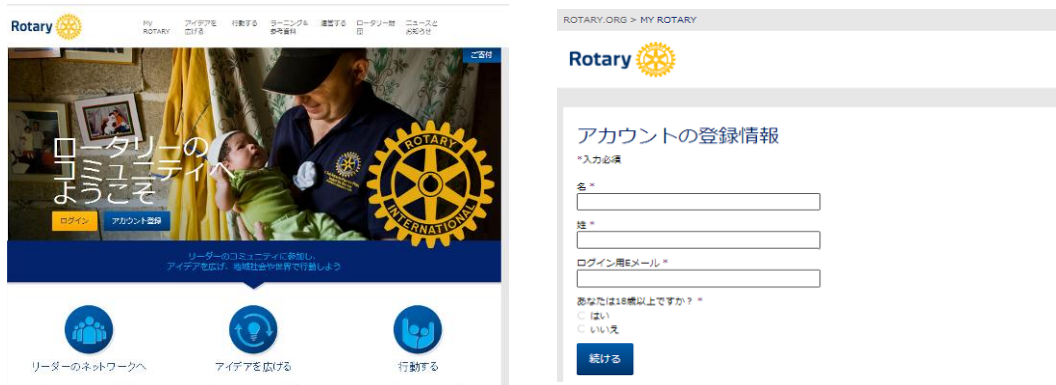 Rotary
My
ROTARY
アイデアを
広げる
行動する
ラーニング&
参考資料
運営する
ロータリー財
団
ニュースと
お知らせ
ご寄付
ロータリーの
コミュニティへ
ようこそ
ログイン
アカウント登録
ROTARY
INTERNATIONAL
リーダーのコミュニティに参加し、
アイデアを広げ、地域社会や世界で行動しよう
リーダーのネットワークへ
アイデアを広げる
行動する
ROTARY.ORG > MY ROTARY
Rotary
アカウントの登録情報
*入力必須
名 *
姓 *
ログイン用Eメール *
あなたは18歳以上ですか? *
はい
いいえ
続ける